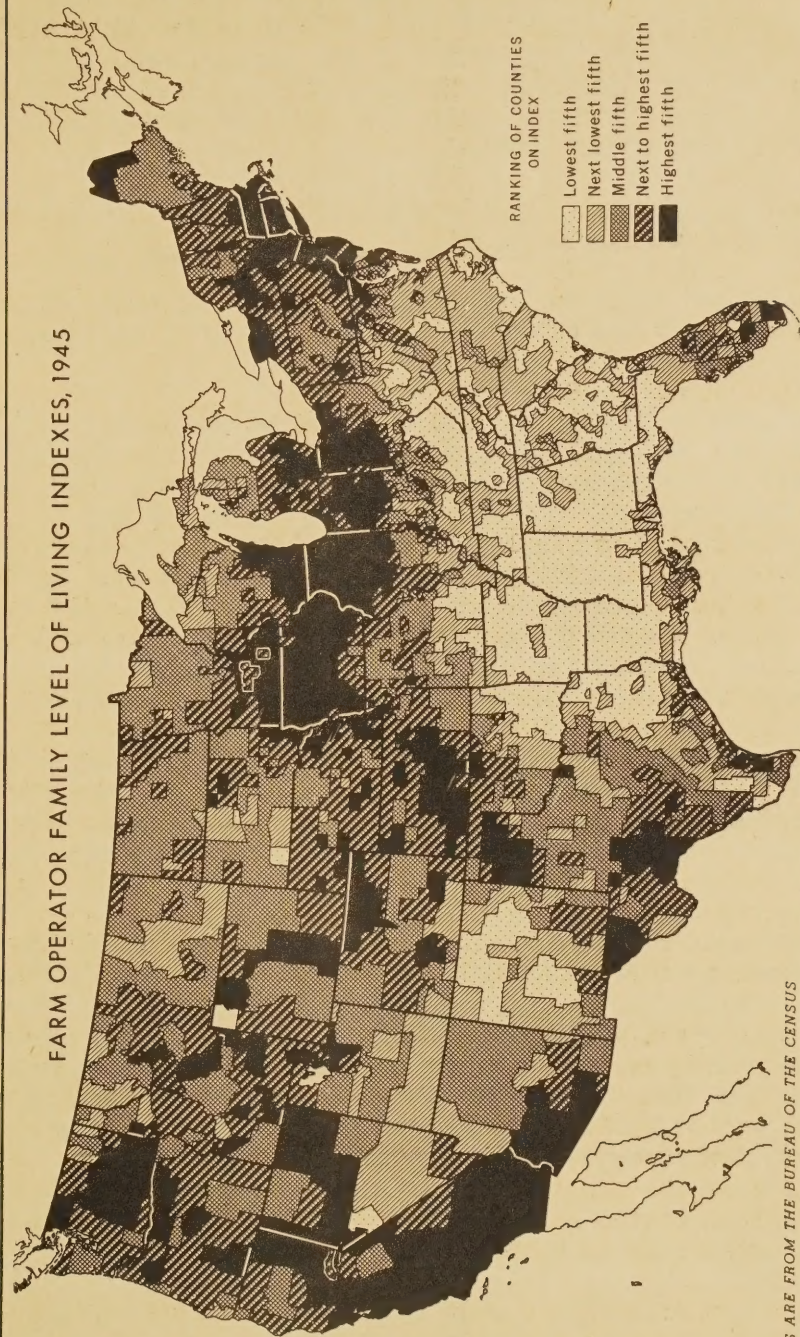 FARM OPERATOR FAMILY LEVEL OF LIVING INDEXES, 1945
RANKING OF COUNTIES
ON INDEX
Lowest fifth
Next lowest fifth
Middle fifth
Next to highest fifth
Highest fifth
ARE FROM THE BUREAU OF THE CENSUS